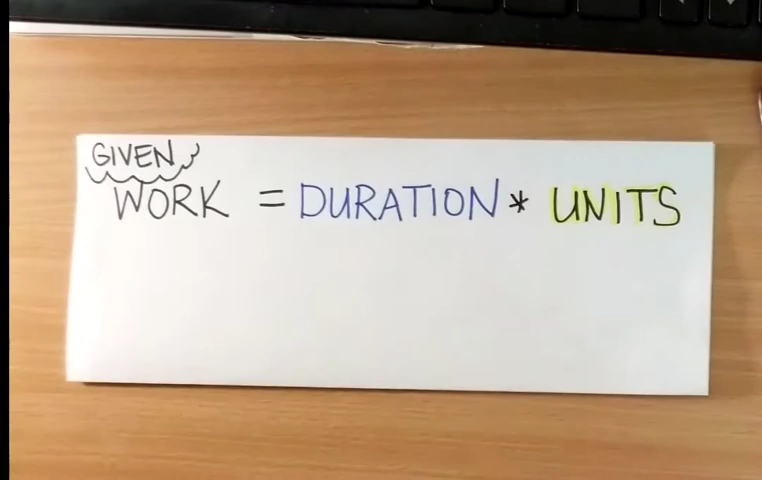 GIVEN
WORK = DURATION * UNITS